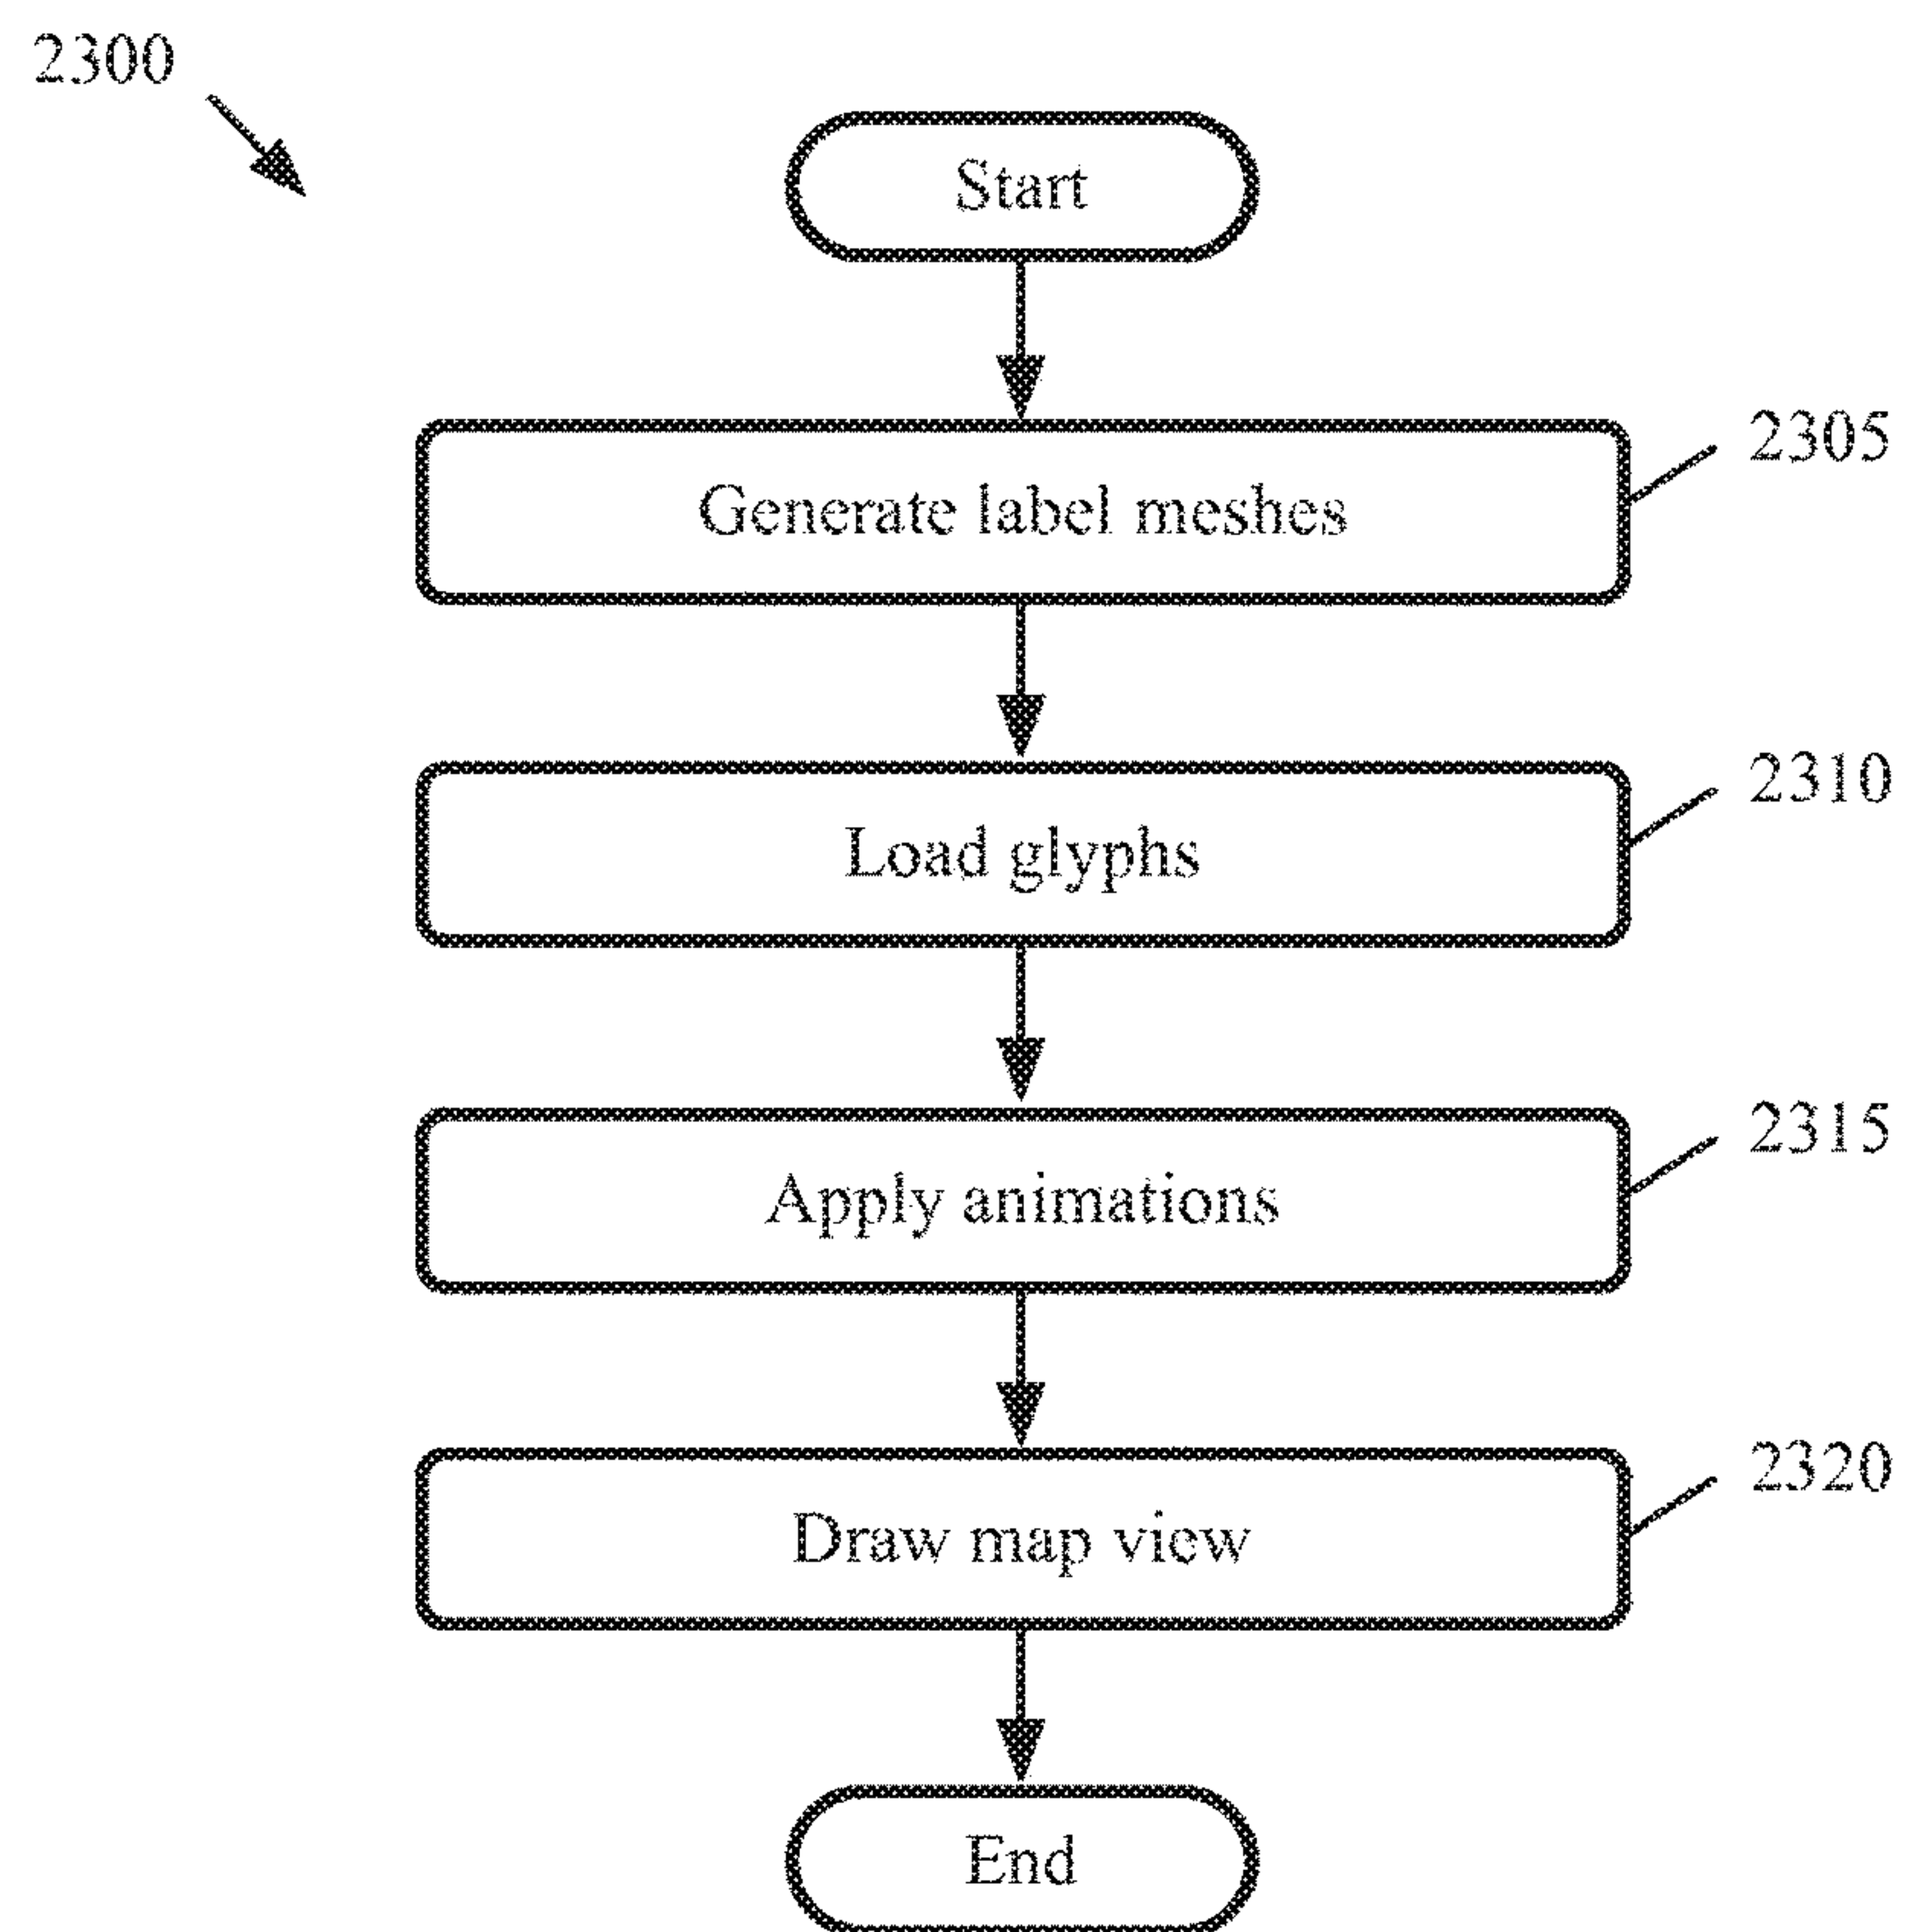 2300
Start
Generate label meshes
2305
Load glyphs
2310
Apply animations
2315
Draw map view
2320
End